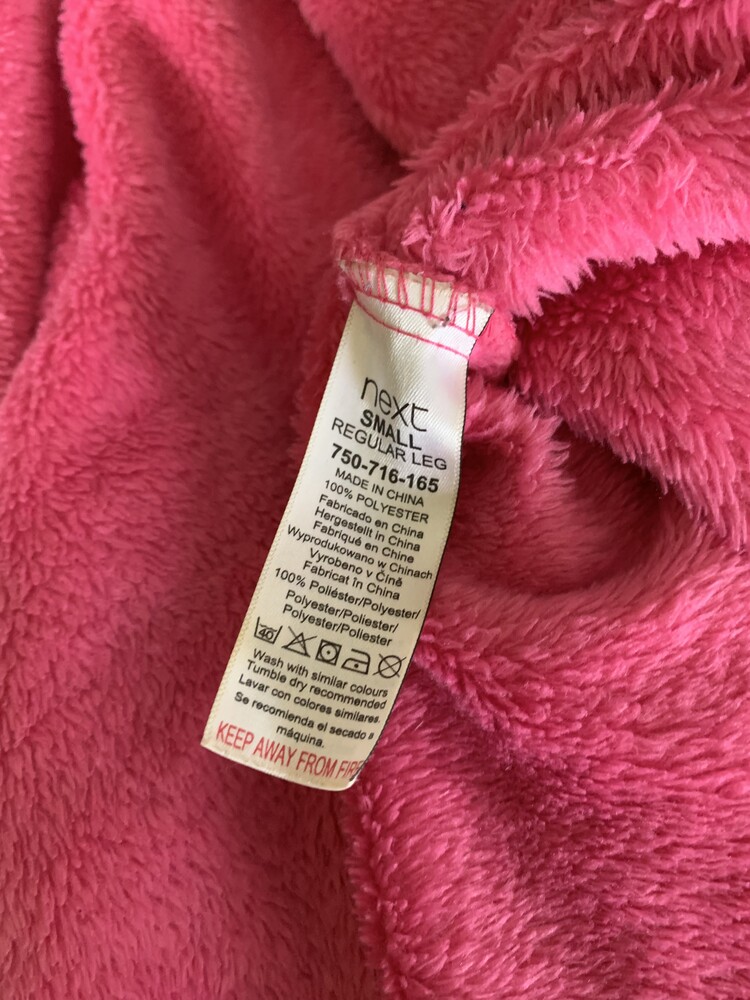 next
SMALL
REGULAR LEG
750-716-165
MADE IN CHINA
100% POLYESTER
Fabricado en China
Hergestellt in China
Fabriqué en Chine
Wyprodukowano w Chinach
Vyrobeno v Číně
Fabricat în China
100% Poliéster/Polyester/
Polyester/Poliester/
Polyester/Poliester
40
Wash with similar colours
Tumble dry recommended
Lavar con colores similares.
Se recomienda el secado a
máquina.
KEEP AWAY FROM FIRE